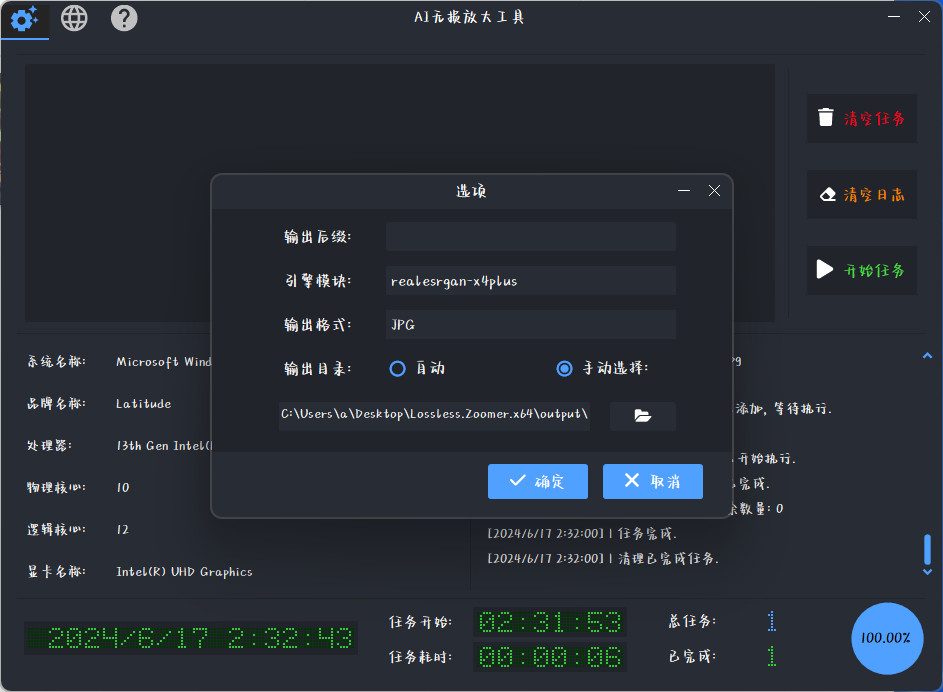 AI无损放大工具
清空任务
清空日志
开始任务
选项
输出后缀:
引擎模块: realesrgan-x4plus
输出格式: JPG
输出目录: 自动 手动选择:
C:\Users\a\Desktop\Lossless.Zoomer.x64\output\
确定 取消
系统名称: Microsoft Wind
品牌名称: Latitude
处理器: 13th Gen Intel(
物理核心: 10
逻辑核心: 12
显卡名称: Intel(R) UHD Graphics
添加, 等待执行.
开始执行.
已完成.
数量: 0
[2024/6/17 2:32:00] | 任务完成.
[2024/6/17 2:32:00] | 清理已完成任务.
2024/6/17 2:32:43
任务开始: 02:31:53
任务耗时: 00:00:06
总任务: 1
已完成: 1
100.00%